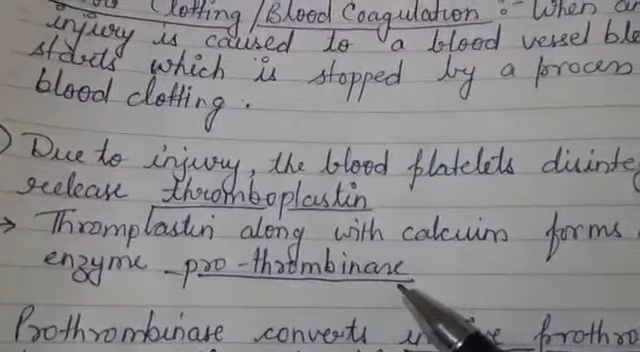 Clotting/Blood Coagulation :- When an
injury is caused to a blood vessel ble
starts which is stopped by a process
blood clotting.
Due to injury, the blood platelets disinteg
release thromboplastin
→ Thromplastin along with calcium forms
enzyme pro-thrombinase
Prothrombinase converts prothro